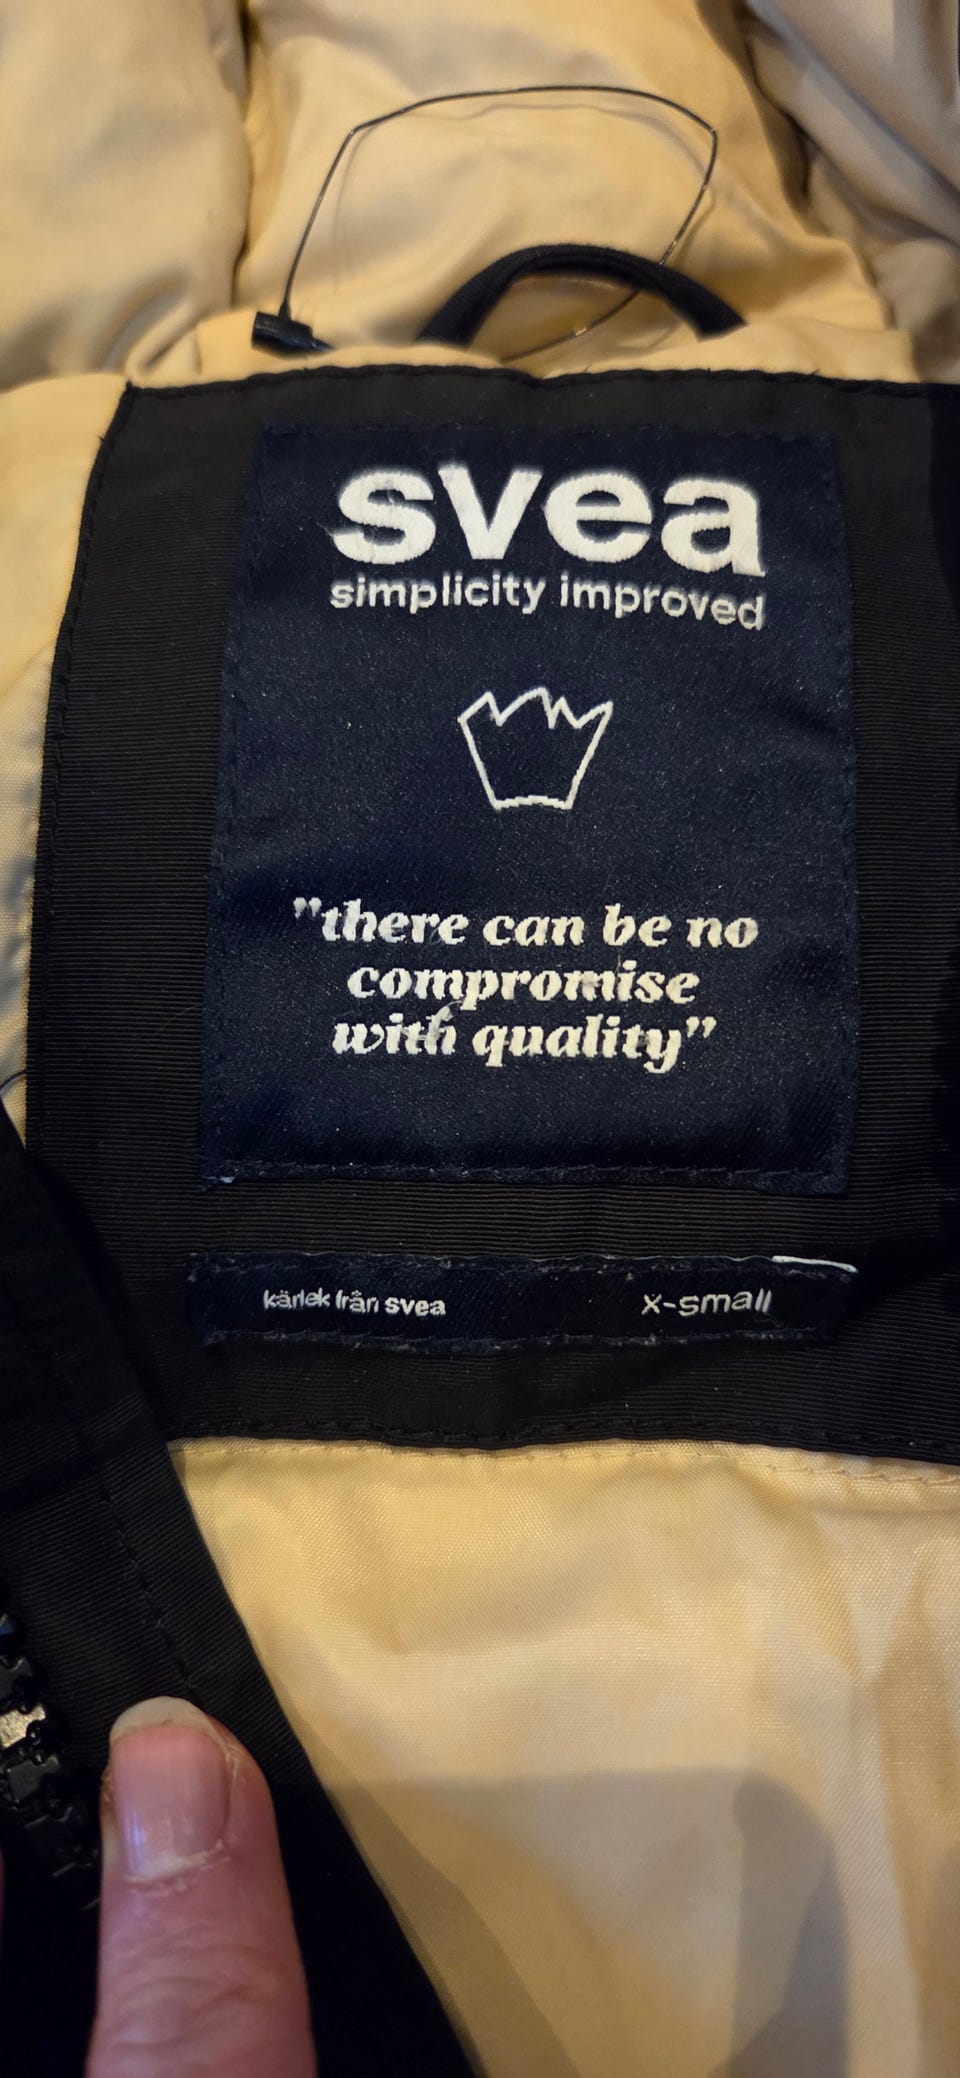 svea
simplicity improved
"there can be no
compromise
with quality"
kärlek från svea
x-small